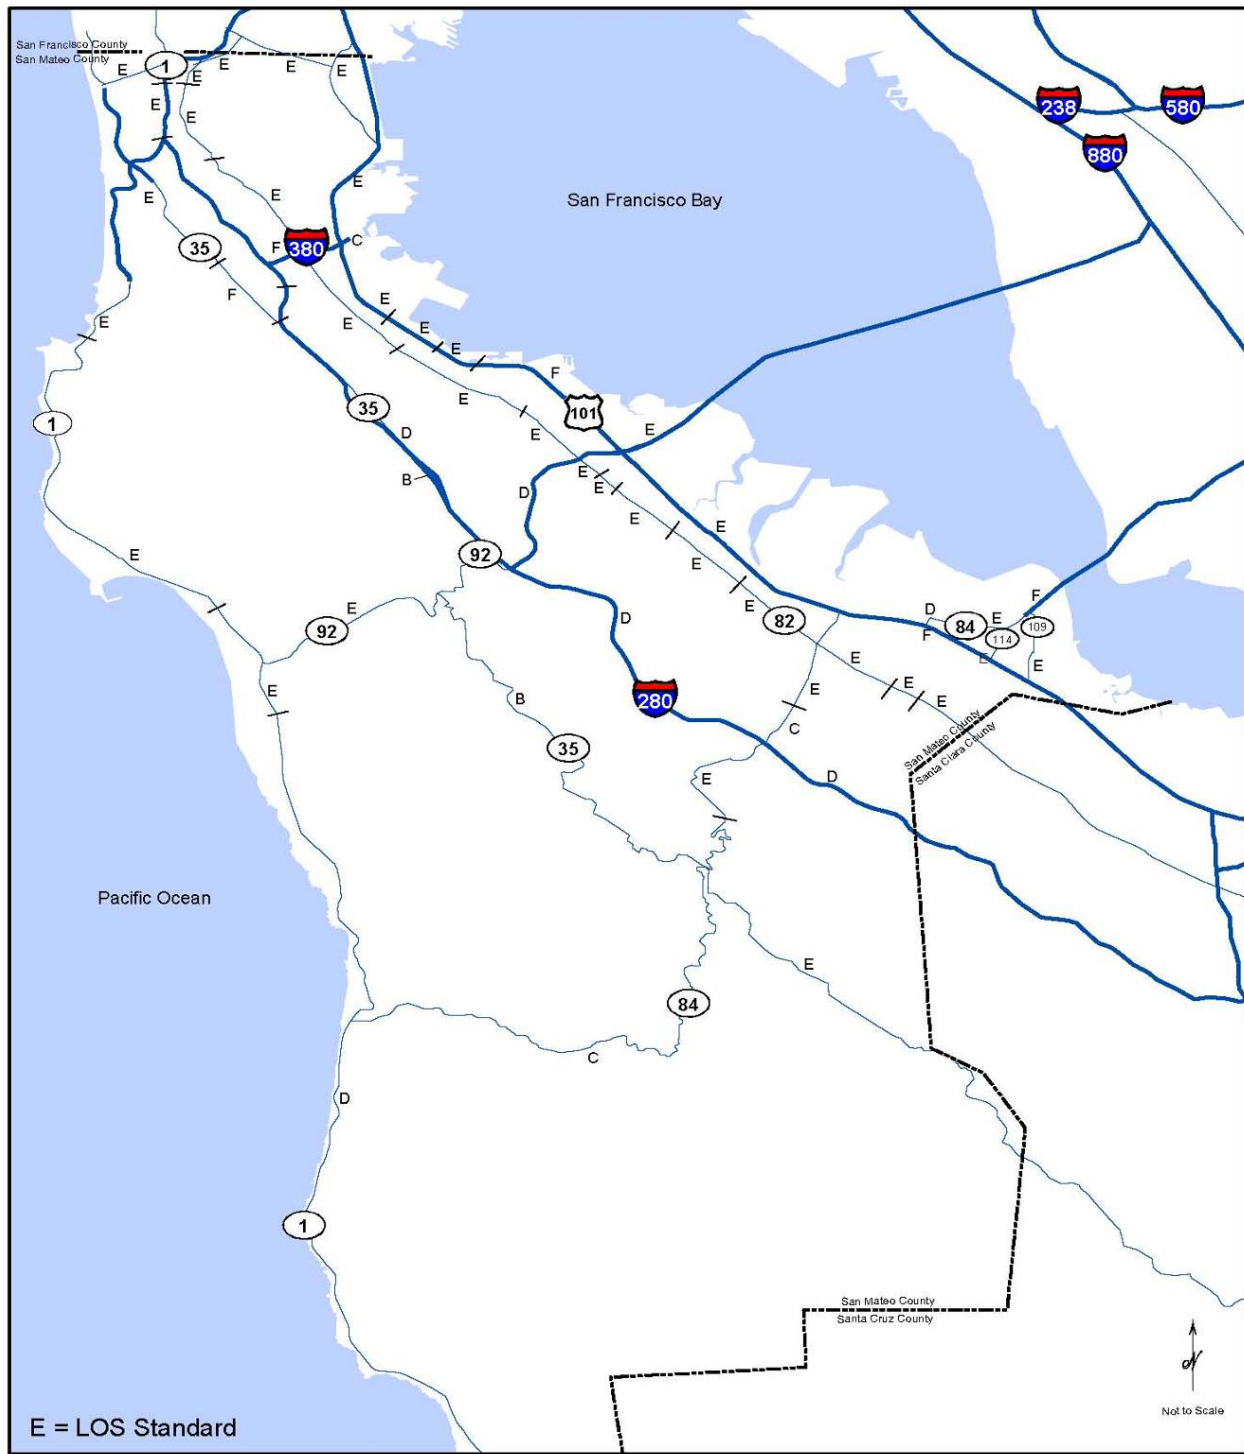 San Francisco County
San Mateo County
E
1
E
E
E
E
E
E
238
580
880
E
E
San Francisco Bay
E
35
F
380
C
F
E
E
E
E
E
E
1
35
F
101
E
D
E
E
B
D
E
E
E
E
E
92
E
E
D
92
E
82
D
F
84
E
F
109
114
E
E
E
E
E
E
280
E
B
C
San Mateo County
Santa Clara County
35
E
D
Pacific Ocean
E
84
C
D
1
San Mateo County
Santa Cruz County
N
Not to Scale
E = LOS Standard